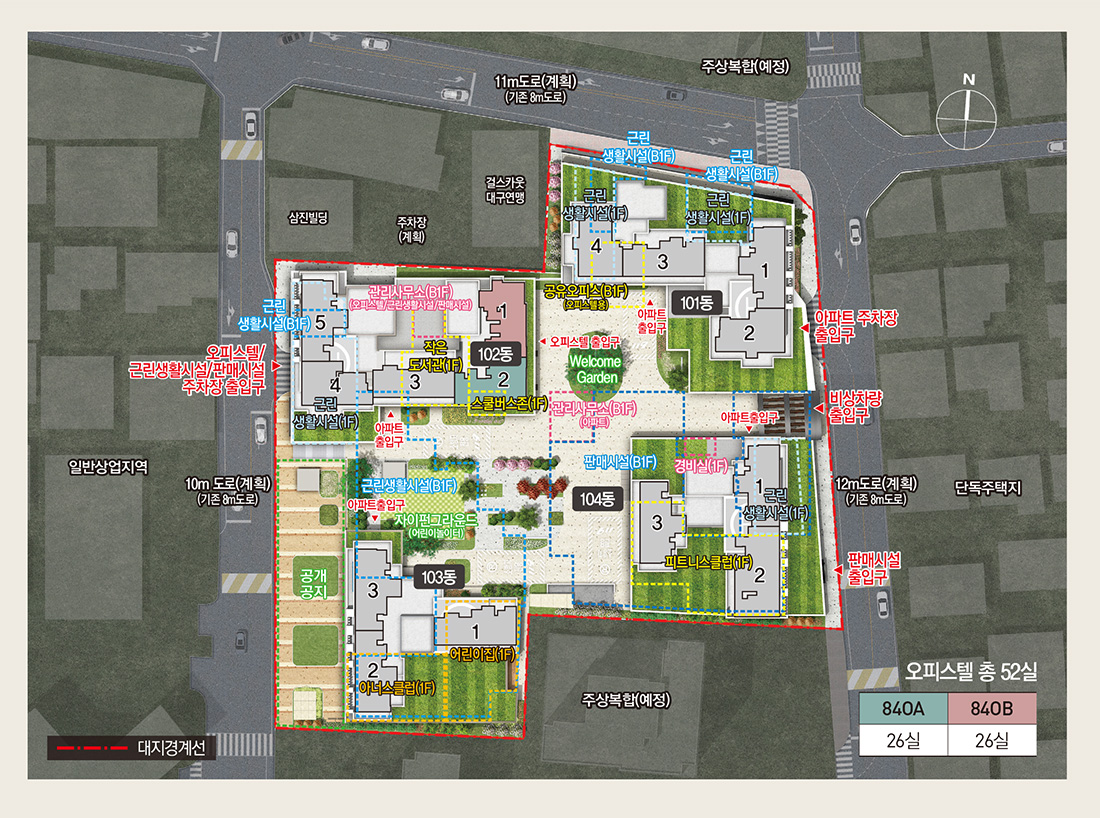 주상복합(예정)
11m도로(계획)
(기존 8m도로)
N
근린
생활시설(B1F)
근린
생활시설(B1F)
걸스카웃
대구연맹
근린
생활시설(1F)
근린
생활시설(1F)
삼진빌딩
주차장
(계획)
4
3
1
2
101동
공유오피스(B1F)
(오피스텔용)
아파트
출입구
아파트 주차장
출입구
관리사무소(B1F)
(오피스텔/근린생활시설/판매시설)
근린
생활시설(B1F)
5
1
102동
오피스텔 출입구
Welcome
Garden
오피스텔/
근린생활시설/판매시설
주차장 출입구
작은
도서관(1F)
4
3
2
스쿨버스존(1F)
근린
생활시설(1F)
아파트
출입구
관리사무소(B1F)
(아파트)
아파트출입구
비상차량
출입구
일반상업지역
10m 도로(계획)
(기존 8m도로)
근린생활시설(B1F)
아파트출입구
자이펀그라운드
(어린이놀이터)
판매시설(B1F)
경비실(1F)
104동
1
근린
생활시설(1F)
3
피트니스클럽(1F)
2
12m도로(계획)
(기존 8m도로)
단독주택지
판매시설
출입구
공개
공지
103동
3
1
어린이집(1F)
2
아너스클럽(1F)
주상복합(예정)
오피스텔 총 52실
84OA 84OB
26실 26실
대지경계선